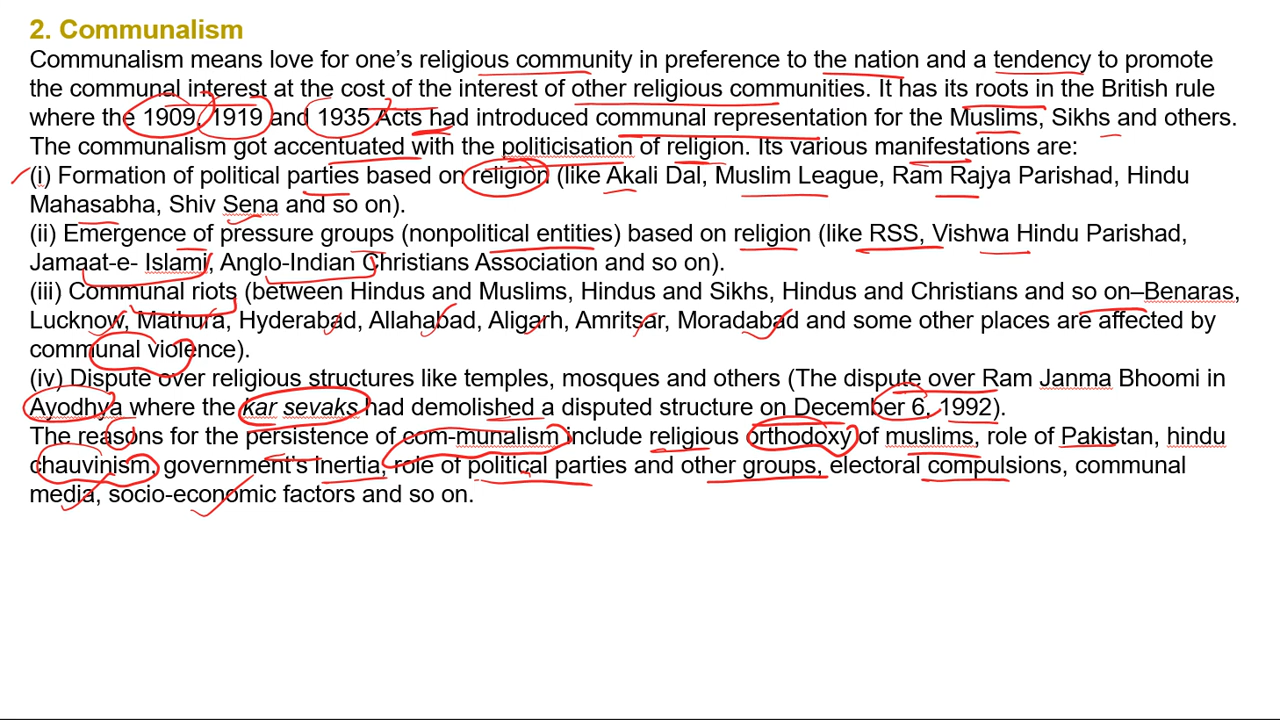 2. Communalism
Communalism means love for one's religious community in preference to the nation and a tendency to promote
the communal interest at the cost of the interest of other religious communities. It has its roots in the British rule
where the 1909, 1919 and 1935 Acts had introduced communal representation for the Muslims, Sikhs and others.
The communalism got accentuated with the politicisation of religion. Its various manifestations are:
(i) Formation of political parties based on religion (like Akali Dal, Muslim League, Ram Rajya Parishad, Hindu
Mahasabha, Shiv Sena and so on).
(ii) Emergence of pressure groups (nonpolitical entities) based on religion (like RSS, Vishwa Hindu Parishad,
Jamaat-e- Islami, Anglo-Indian Christians Association and so on).
(iii) Communal riots (between Hindus and Muslims, Hindus and Sikhs, Hindus and Christians and so on–Benaras,
Lucknow, Mathura, Hyderabad, Allahabad, Aligarh, Amritsar, Moradabad and some other places are affected by
communal violence).
(iv) Dispute over religious structures like temples, mosques and others (The dispute over Ram Janma Bhoomi in
Ayodhya where the kar sevaks had demolished a disputed structure on December 6, 1992).
The reasons for the persistence of com-munalism include religious orthodoxy of muslims, role of Pakistan, hindu
chauvinism, government's inertia, role of political parties and other groups, electoral compulsions, communal
media, socio-economic factors and so on.